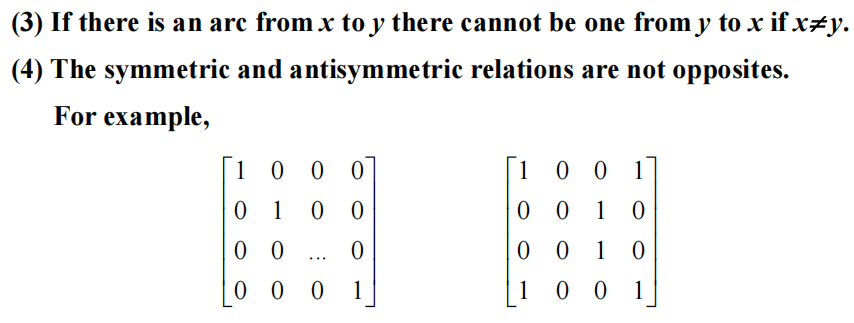 (3) If there is an arc from x to y there cannot be one from y to x if x≠y.
(4) The symmetric and antisymmetric relations are not opposites.
For example,
1 0 0 0 1 0 0 1
0 1 0 0 0 0 1 0
0 0 ... 0 0 0 1 0
0 0 0 1 1 0 0 1